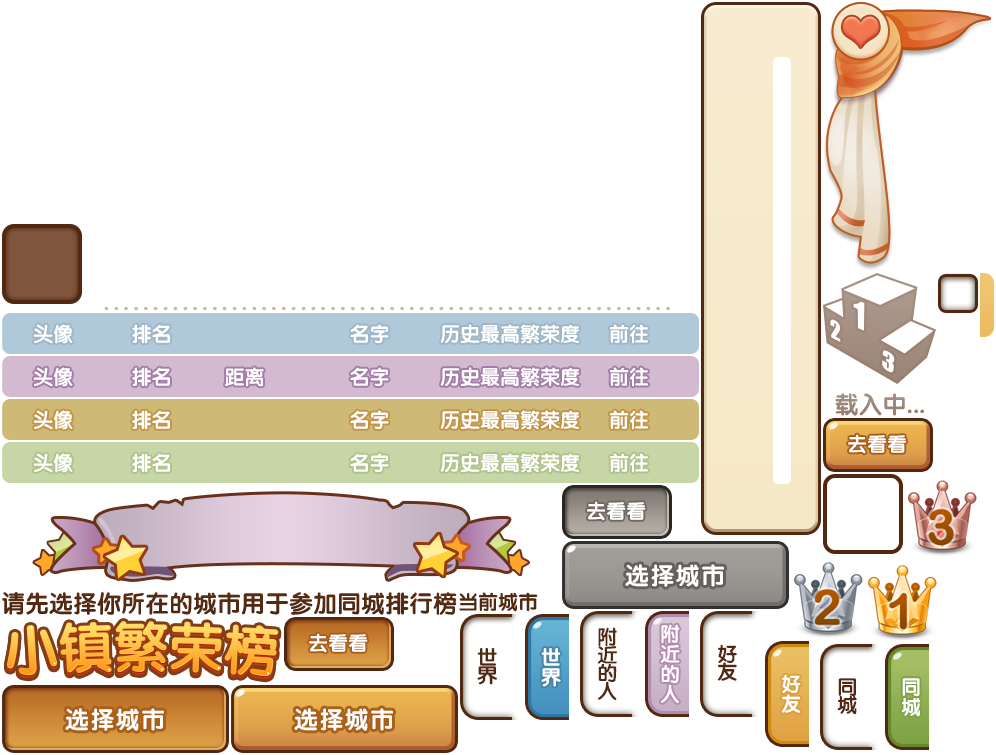 头像 排名 名字 历史最高繁荣度 前往
头像 排名 距离 名字 历史最高繁荣度 前往
头像 排名 名字 历史最高繁荣度 前往
头像 排名 名字 历史最高繁荣度 前往
1
2
3
载入中...
去看看
去看看
3
选择城市
2
1
请先选择你所在的城市用于参加同城排行榜
当前城市
小镇繁荣榜
去看看
世界
世界
附近的人
附近的人
好友
好友
同城
同城
选择城市
选择城市